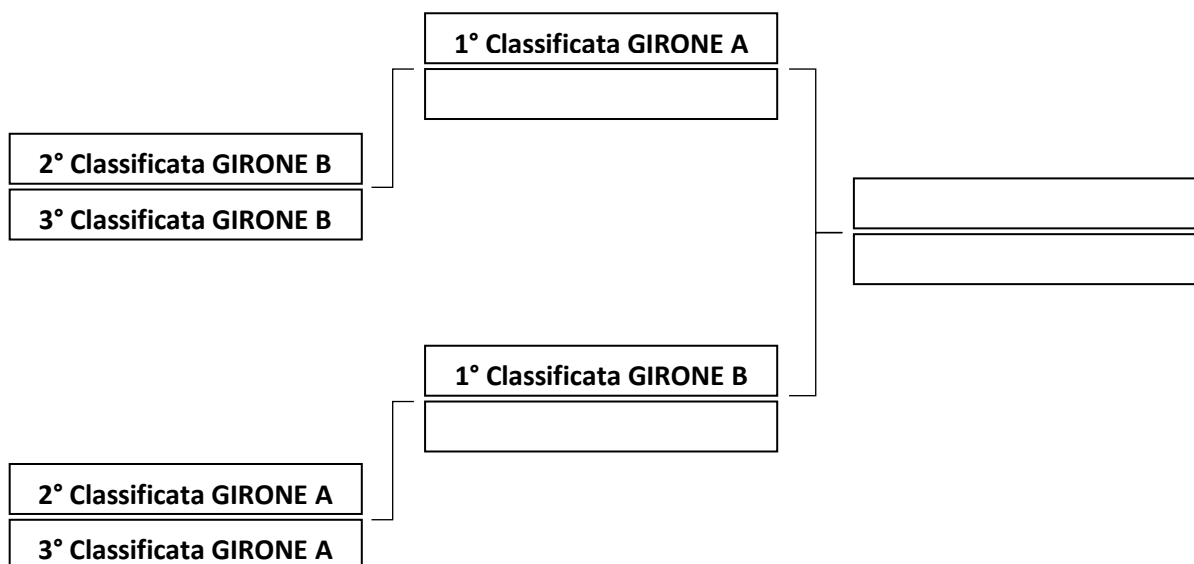 1° Classificata GIRONE A
2° Classificata GIRONE B
3° Classificata GIRONE B
1° Classificata GIRONE B
2° Classificata GIRONE A
3° Classificata GIRONE A